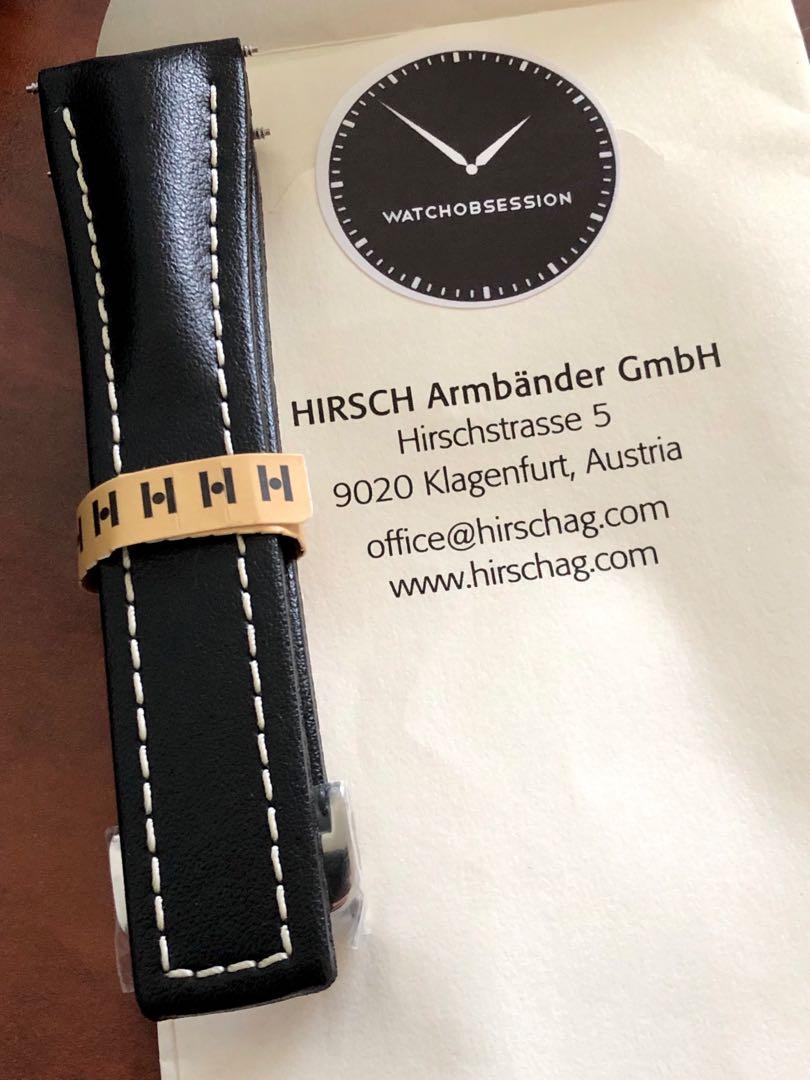 WATCHOBSESSION
HIRSCH Armbänder GmbH
Hirschstrasse 5
9020 Klagenfurt, Austria
office@hirschag.com
www.hirschag.com
H H H H